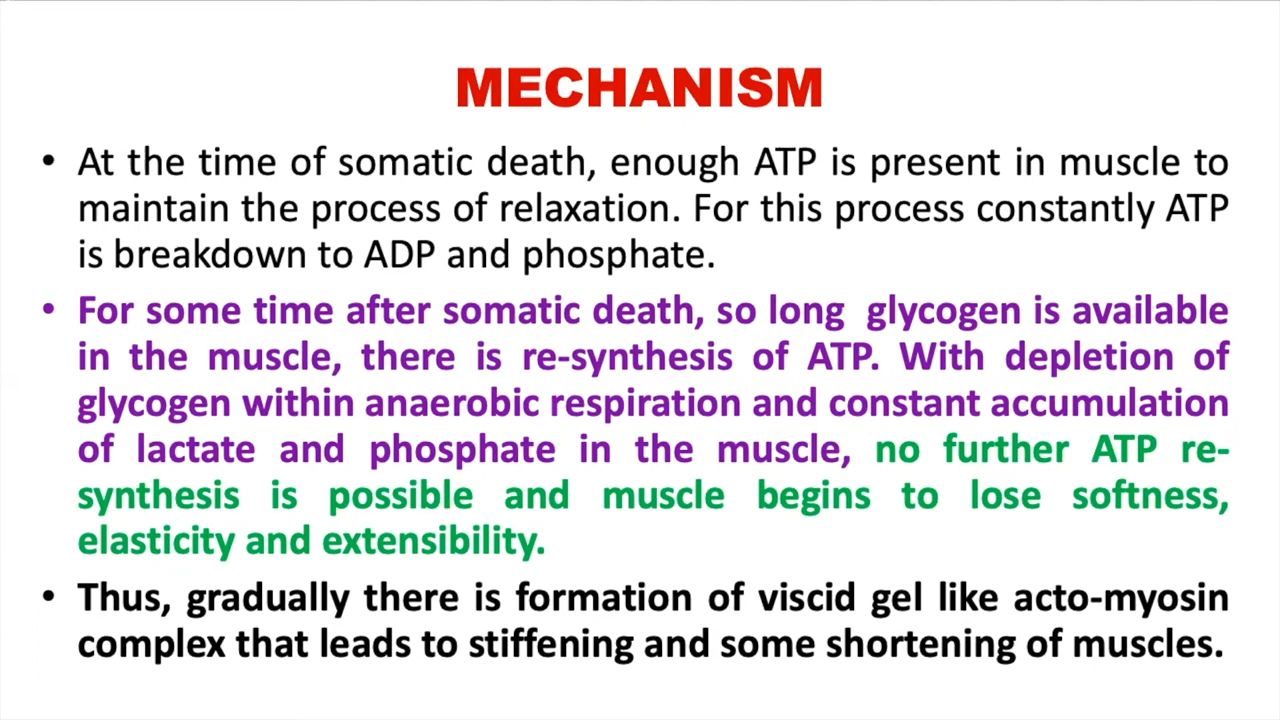 MECHANISM
• At the time of somatic death, enough ATP is present in muscle to
maintain the process of relaxation. For this process constantly ATP
is breakdown to ADP and phosphate.
• For some time after somatic death, so long glycogen is available
in the muscle, there is re-synthesis of ATP. With depletion of
glycogen within anaerobic respiration and constant accumulation
of lactate and phosphate in the muscle, no further ATP re-
synthesis is possible and muscle begins to lose softness,
elasticity and extensibility.
• Thus, gradually there is formation of viscid gel like acto-myosin
complex that leads to stiffening and some shortening of muscles.